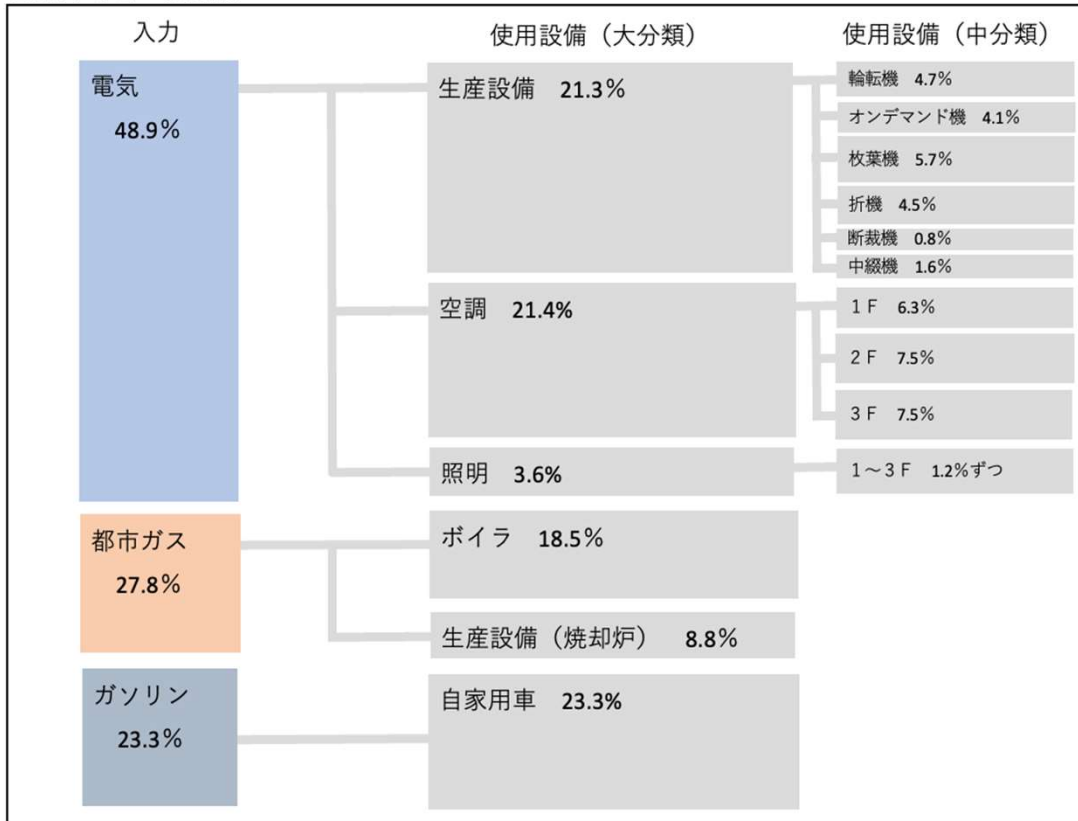 入力
使用設備（大分類）
使用設備（中分類）
電気
48.9％
生産設備　21.3％
輪転機　4.7％
オンデマンド機　4.1％
枚葉機　5.7％
折機　4.5％
断裁機　0.8％
中綴機　1.6％
空調　21.4%
１Ｆ　6.3％
２Ｆ　7.5％
３Ｆ　7.5％
照明　3.6%
１～３Ｆ　1.2％ずつ
都市ガス
27.8％
ボイラ　18.5％
生産設備（焼却炉）　8.8％
ガソリン
23.3％
自家用車　23.3%